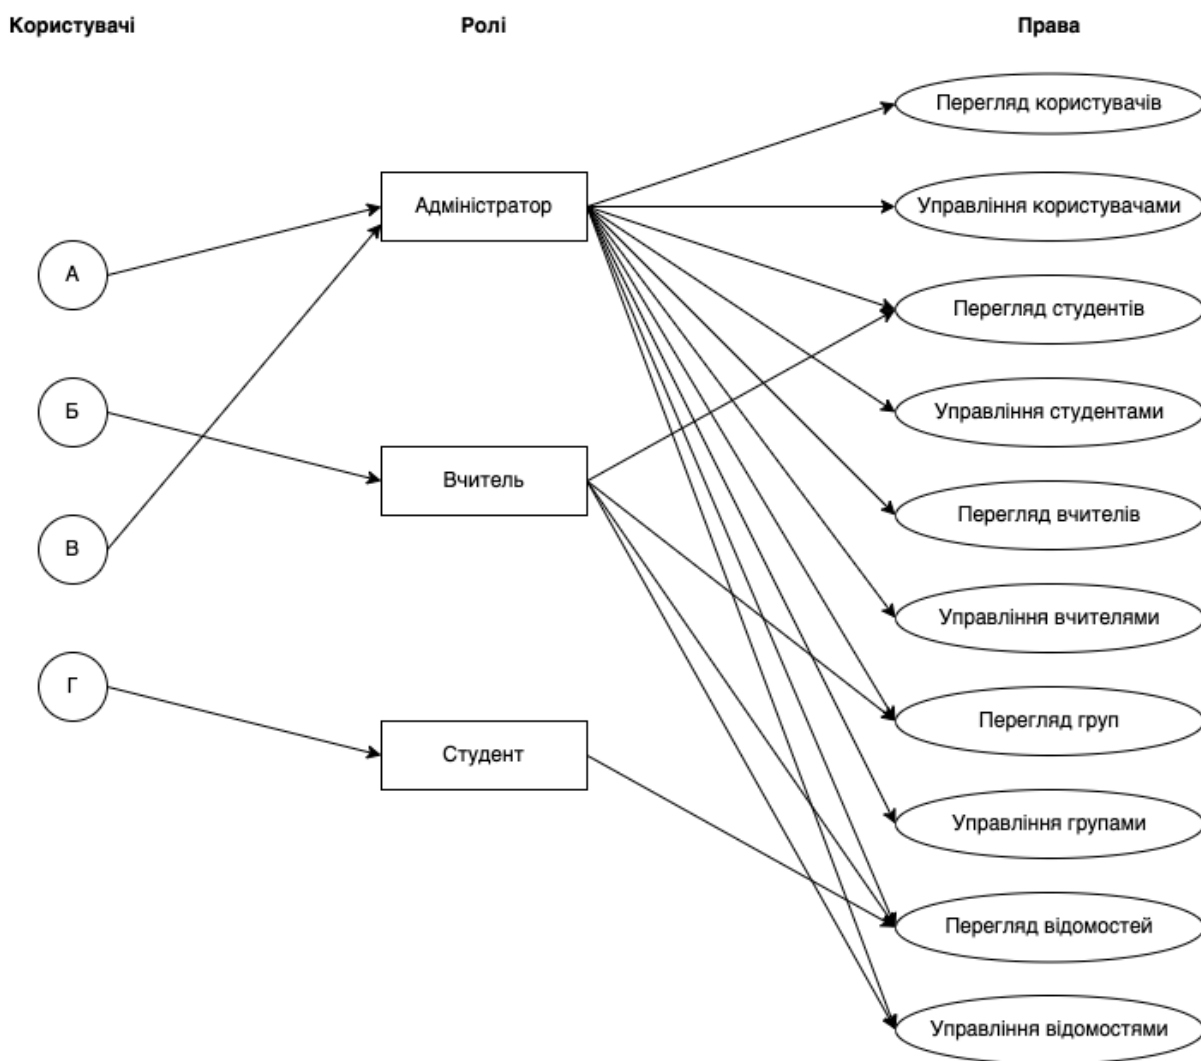 Користувачі
Ролі
Права
А
Б
В
Г
Адміністратор
Вчитель
Студент
Перегляд користувачів
Управління користувачами
Перегляд студентів
Управління студентами
Перегляд вчителів
Управління вчителями
Перегляд груп
Управління групами
Перегляд відомостей
Управління відомостями